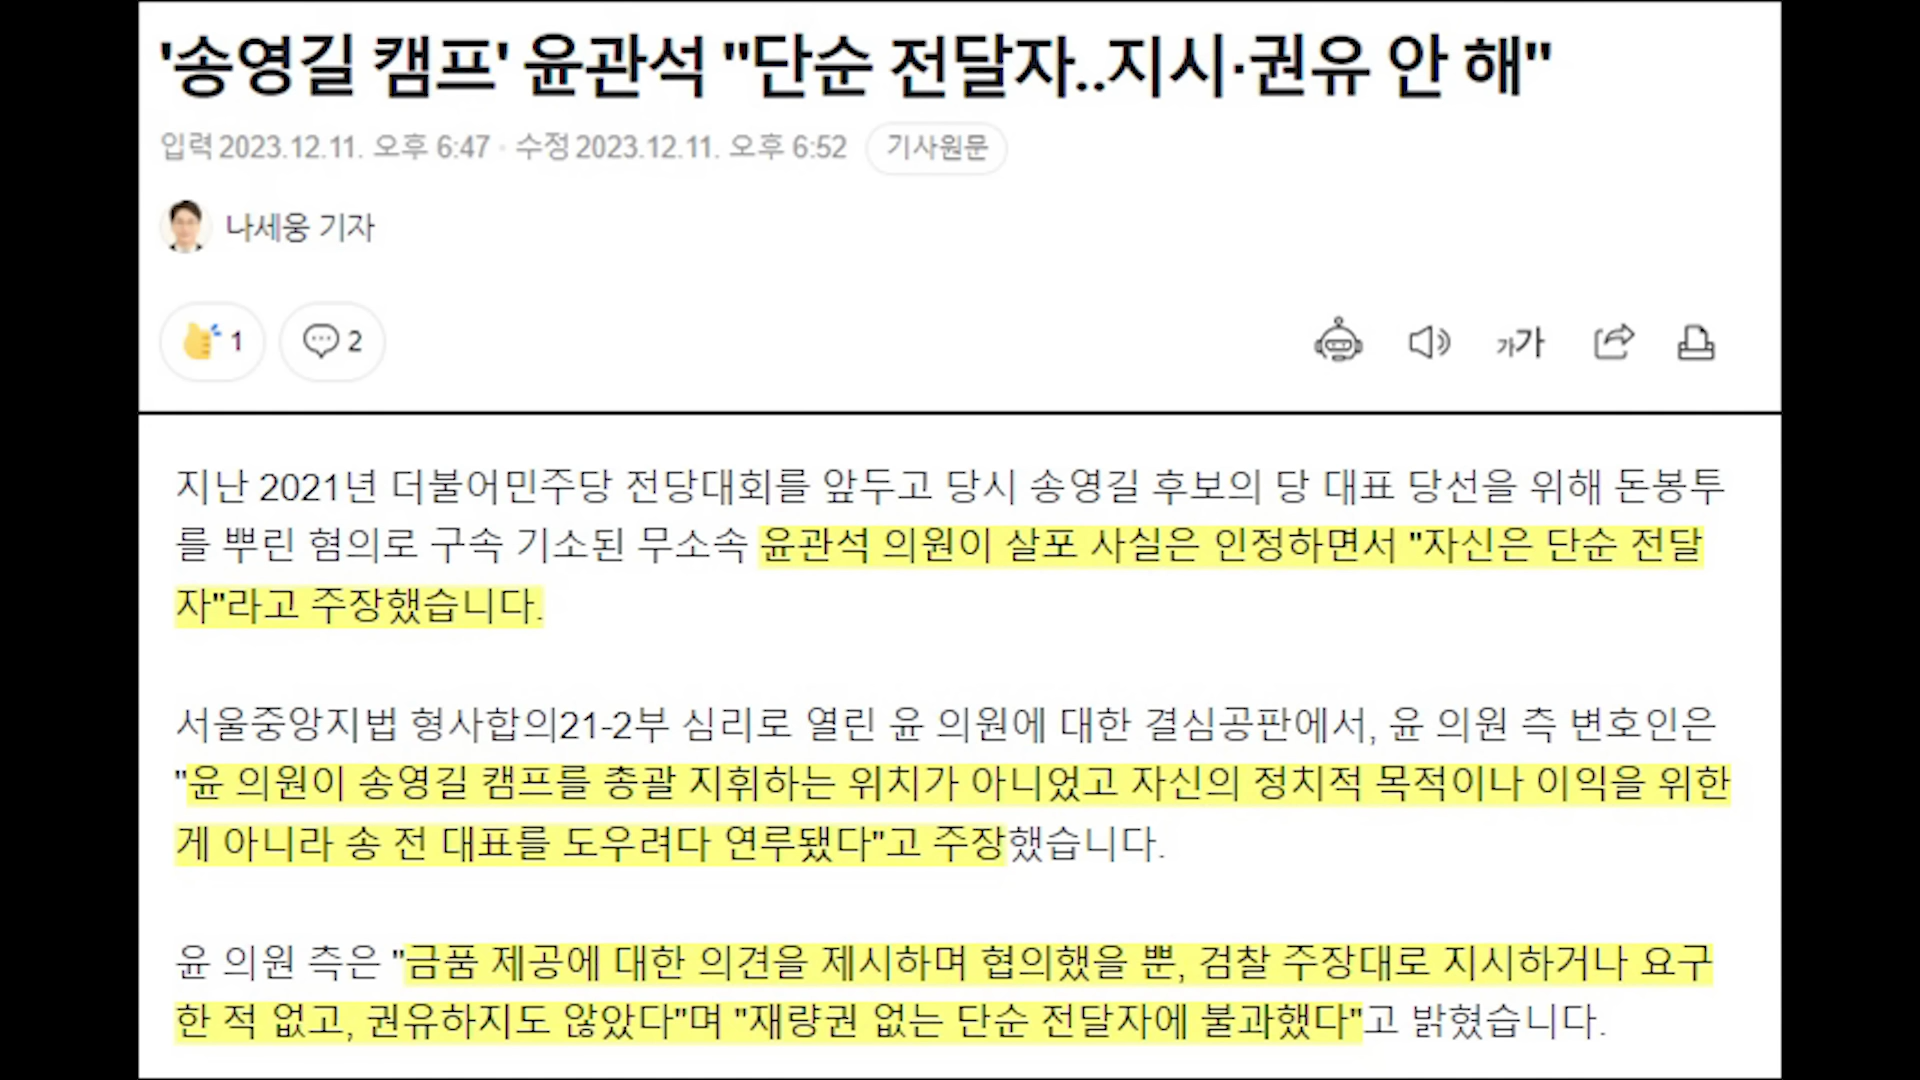 '송영길 캠프' 윤관석 "단순 전달자..지시·권유 안 해"
입력 2023.12.11. 오후 6:47 · 수정 2023.12.11. 오후 6:52 기사원문
나세웅 기자
1 2 가가
지난 2021년 더불어민주당 전당대회를 앞두고 당시 송영길 후보의 당 대표 당선을 위해 돈봉투
를 뿌린 혐의로 구속 기소된 무소속 윤관석 의원이 살포 사실은 인정하면서 "자신은 단순 전달
자"라고 주장했습니다.
서울중앙지법 형사합의21-2부 심리로 열린 윤 의원에 대한 결심공판에서, 윤 의원 측 변호인은
"윤 의원이 송영길 캠프를 총괄 지휘하는 위치가 아니었고 자신의 정치적 목적이나 이익을 위한
게 아니라 송 전 대표를 도우려다 연루됐다"고 주장했습니다.
윤 의원 측은 "금품 제공에 대한 의견을 제시하며 협의했을 뿐, 검찰 주장대로 지시하거나 요구
한 적 없고, 권유하지도 않았다"며 "재량권 없는 단순 전달자에 불과했다"고 밝혔습니다.